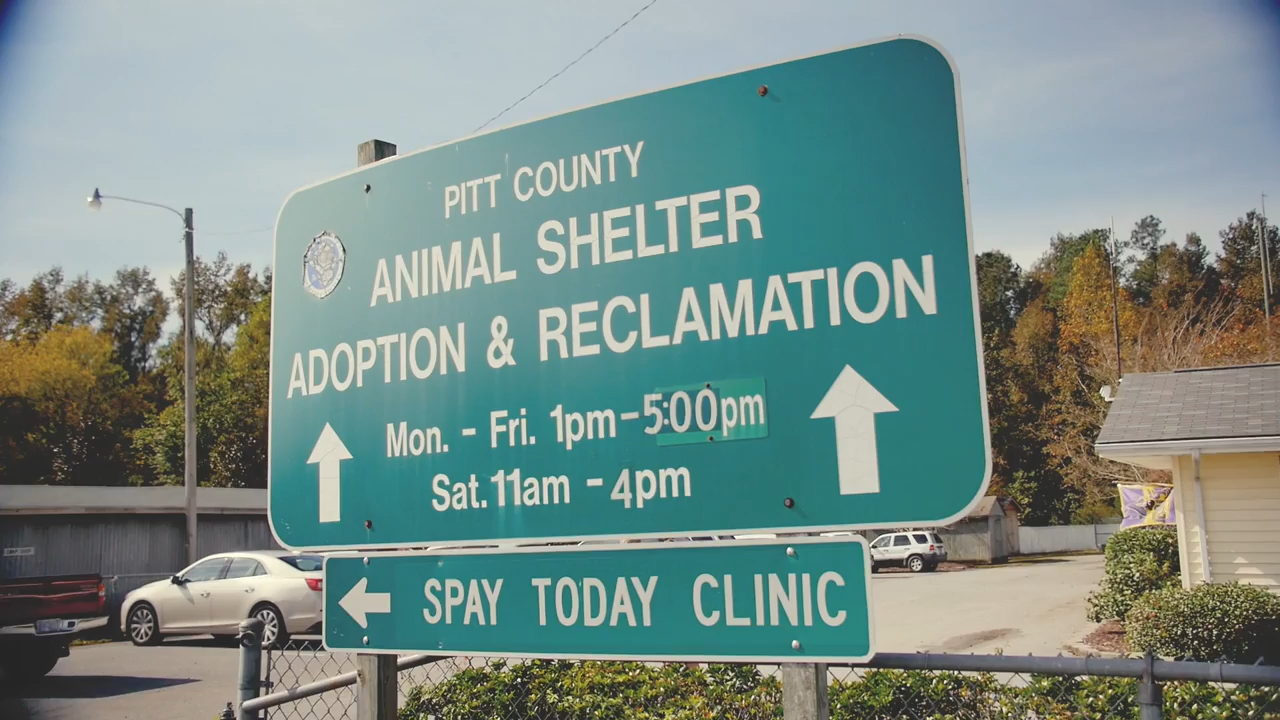 PITT COUNTY
ANIMAL SHELTER
ADOPTION & RECLAMATION
Mon. - Fri. 1pm-5:00pm
Sat. 11am - 4pm
SPAY TODAY CLINIC